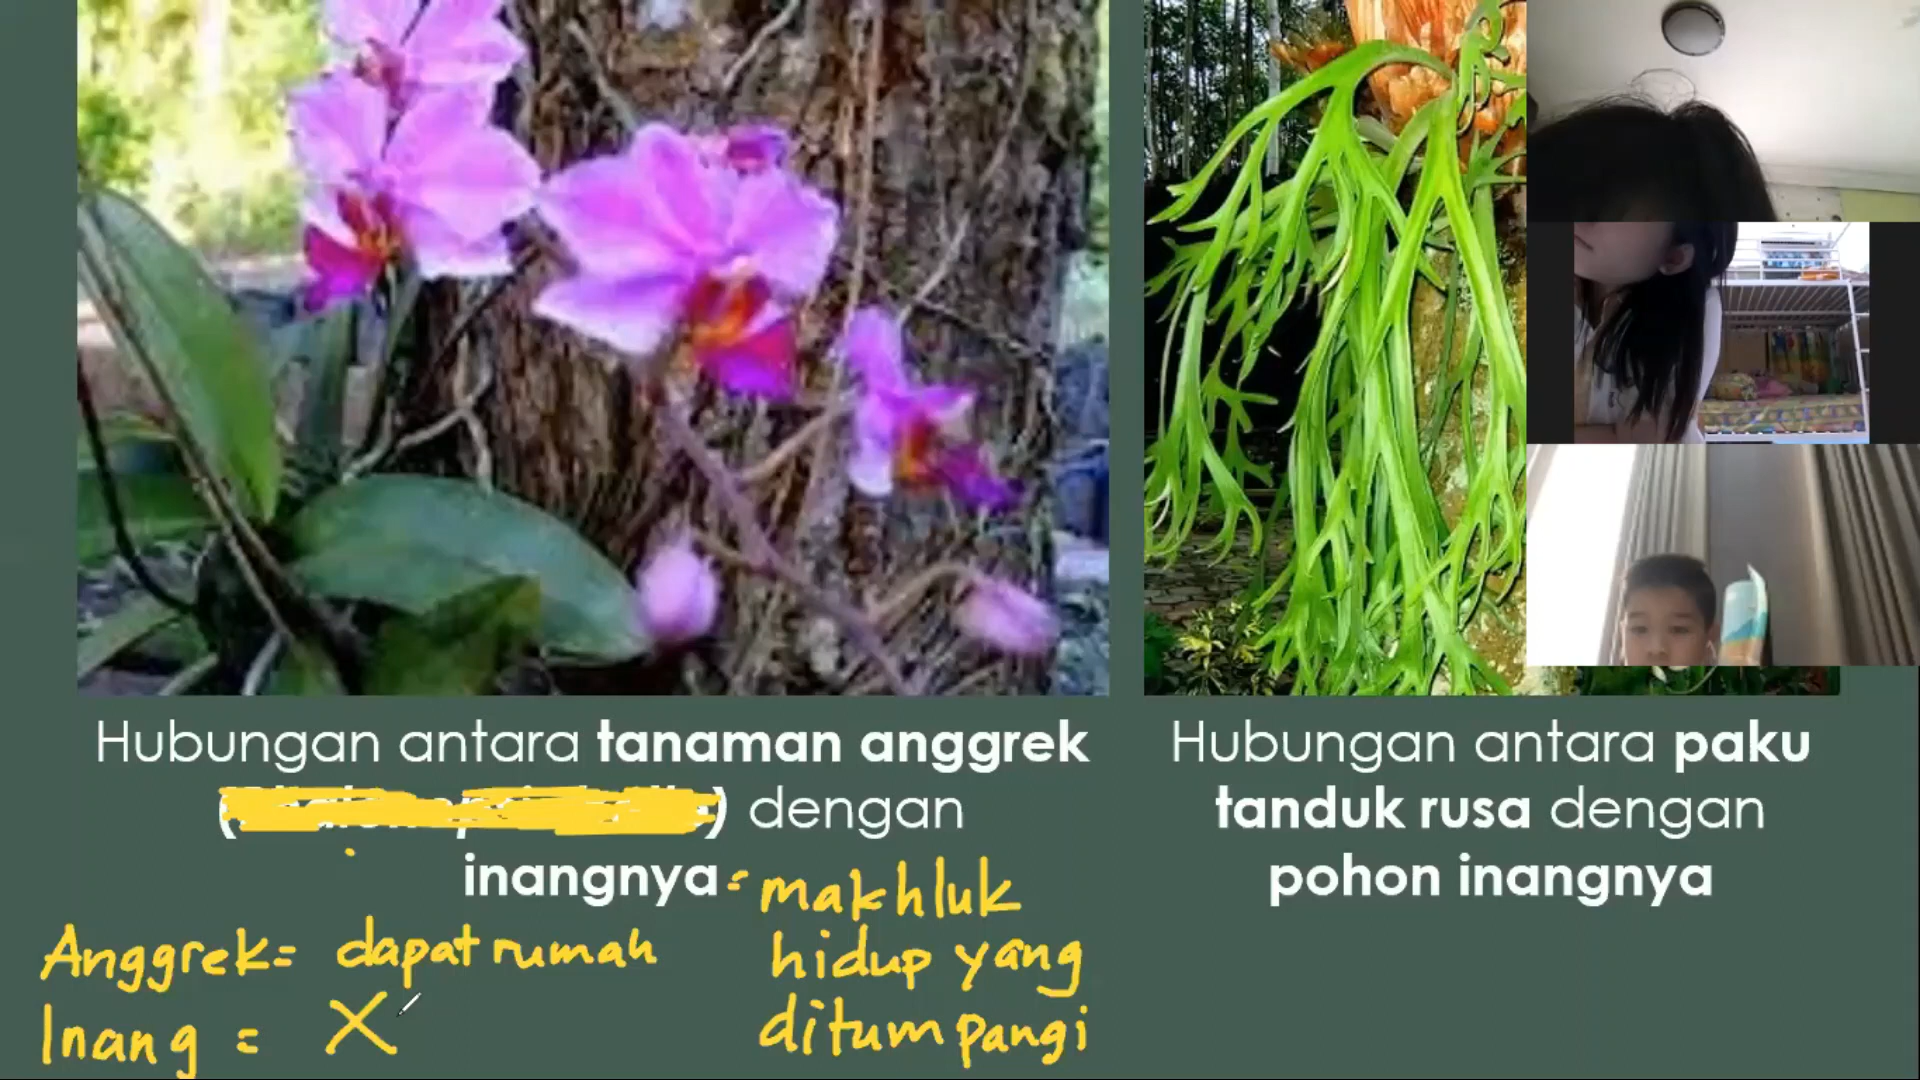 Hubungan antara tanaman anggrek
dengan
inangnya = makhluk
hidup yang
ditumpangi
Anggrek = dapat rumah
Inang = X
Hubungan antara paku
tanduk rusa dengan
pohon inangnya